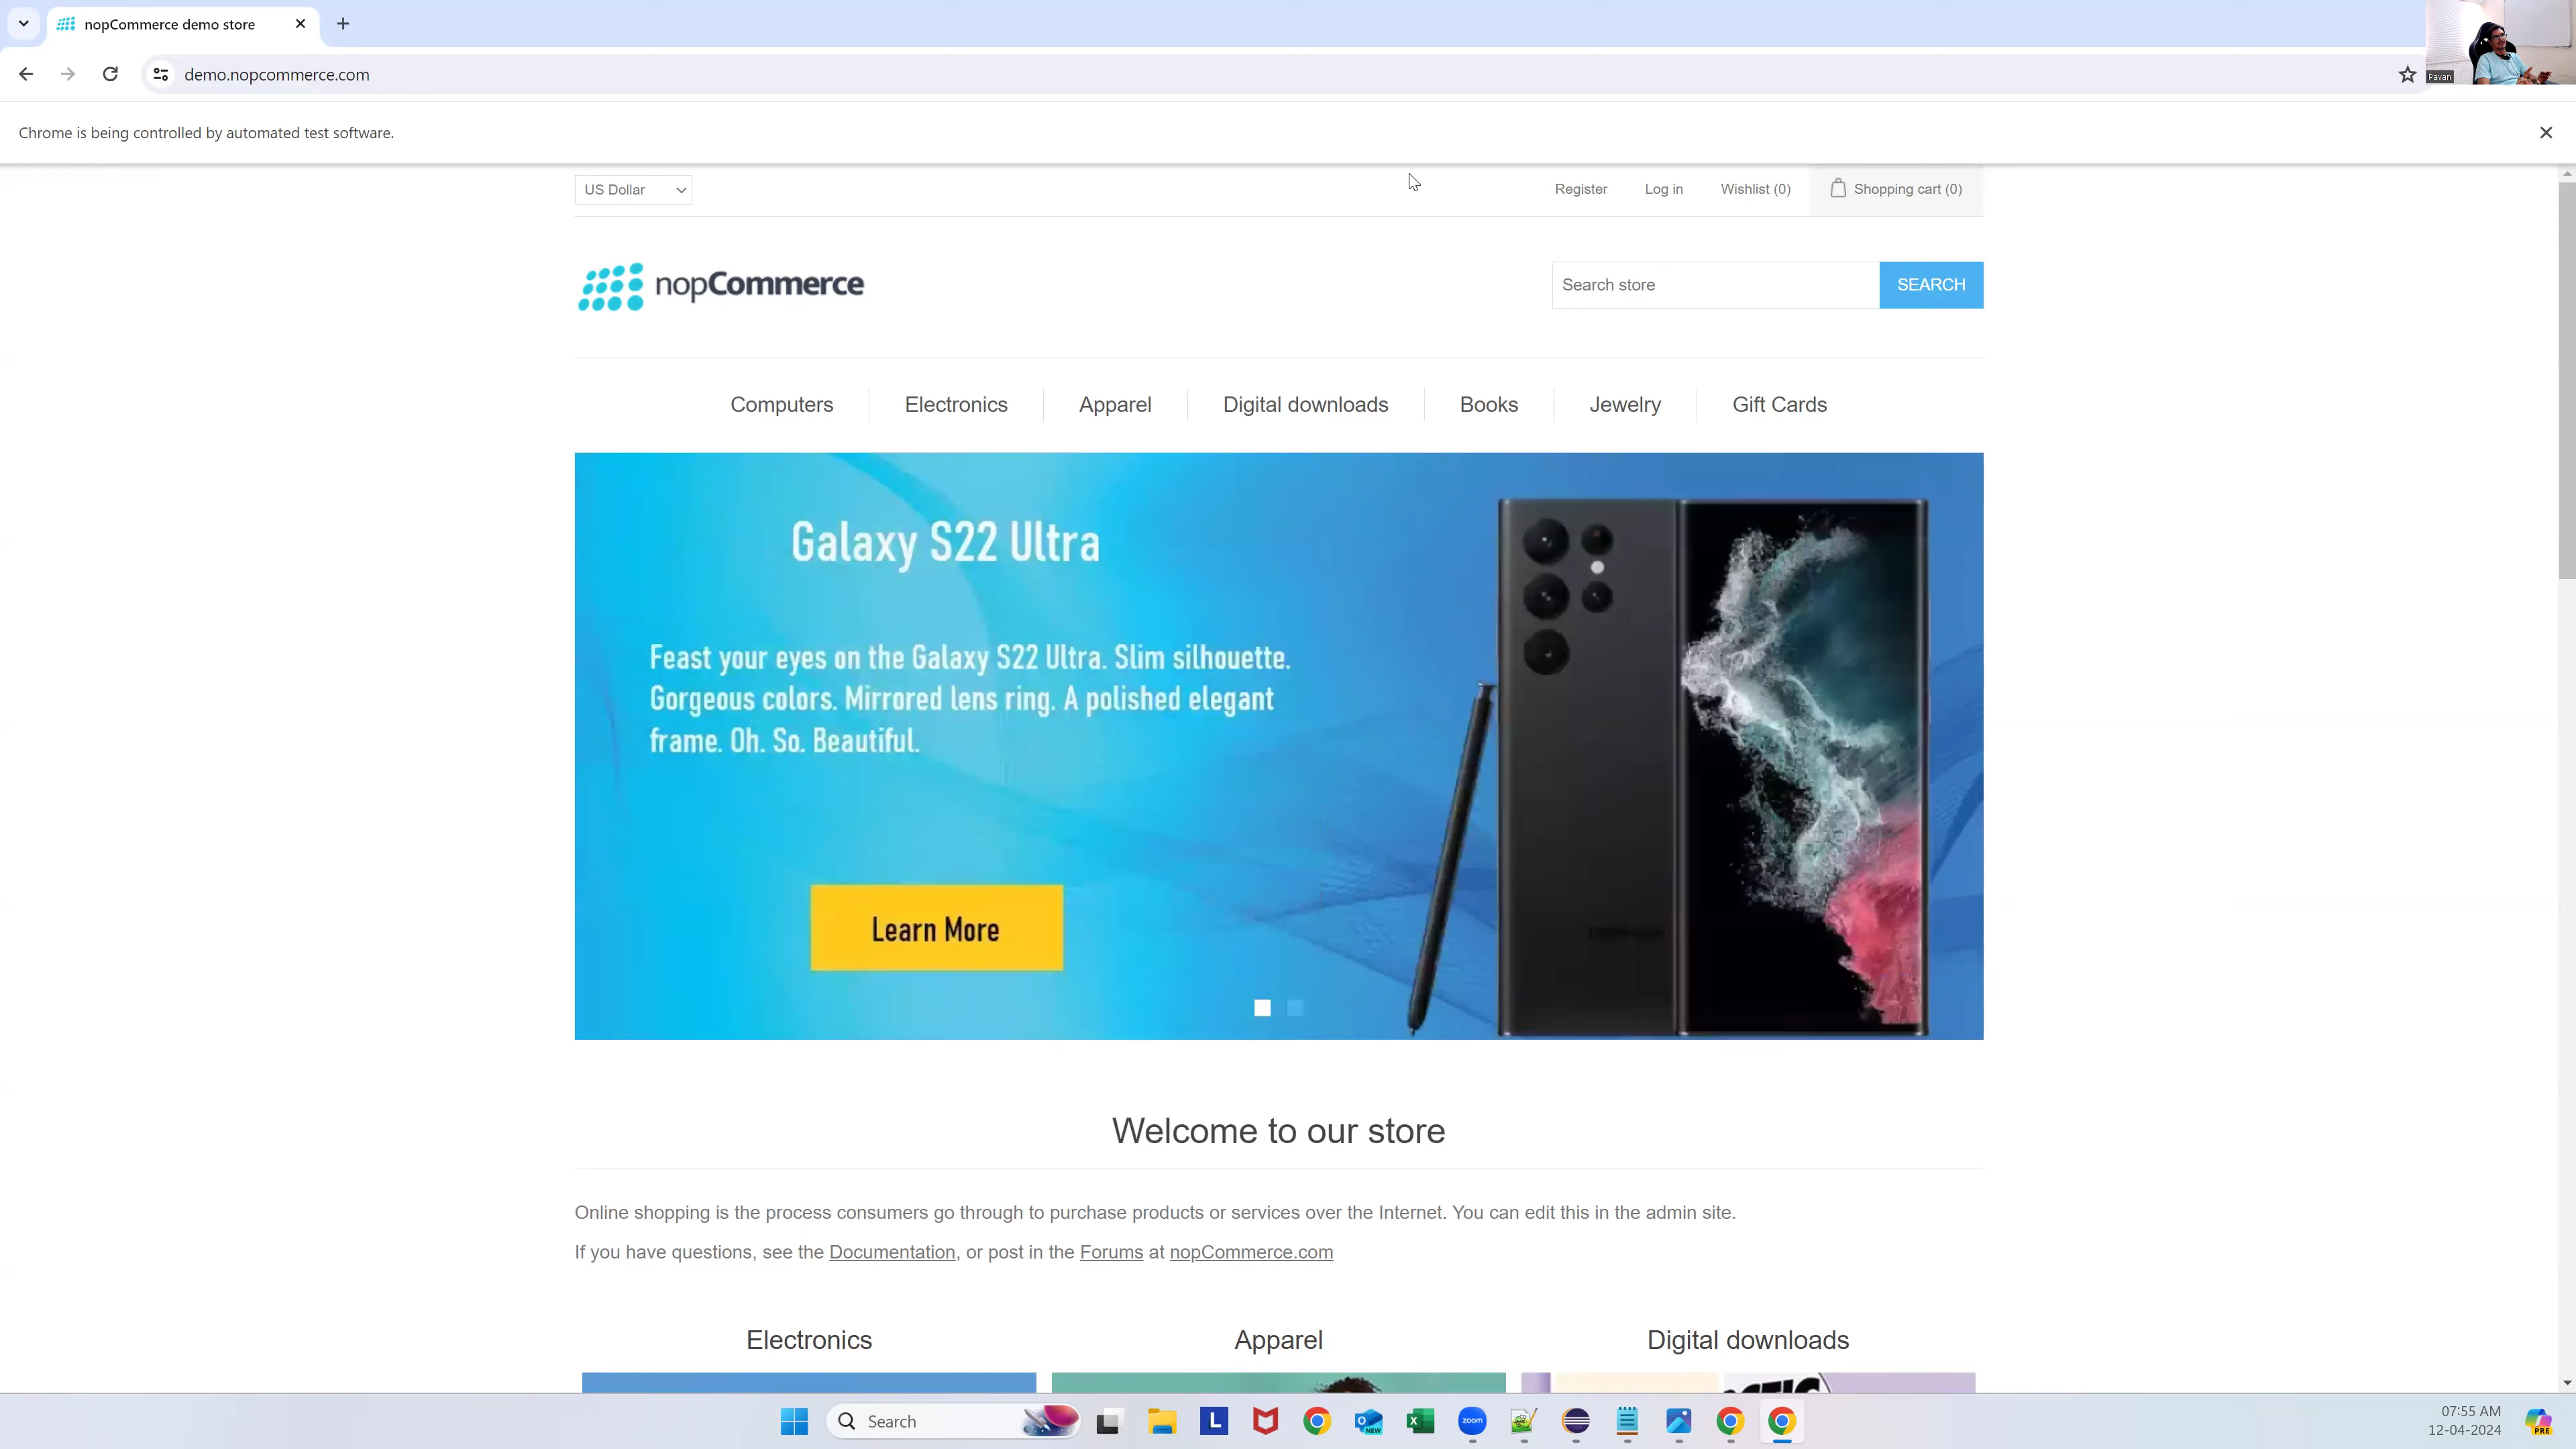 nopCommerce demo store
demo.nopcommerce.com
Pavan
Chrome is being controlled by automated test software.
US Dollar
Register
Log in
Wishlist (0)
Shopping cart (0)
nopCommerce
Search store
SEARCH
Computers
Electronics
Apparel
Digital downloads
Books
Jewelry
Gift Cards
Galaxy S22 Ultra
Feast your eyes on the Galaxy S22 Ultra. Slim silhouette.
Gorgeous colors. Mirrored lens ring. A polished elegant
frame. Oh. So. Beautiful.
Learn More
Welcome to our store
Online shopping is the process consumers go through to purchase products or services over the Internet. You can edit this in the admin site.
If you have questions, see the Documentation, or post in the Forums at nopCommerce.com
Electronics
Apparel
Digital downloads
Search
L
NEW
zoom
07:55 AM
12-04-2024
PRE